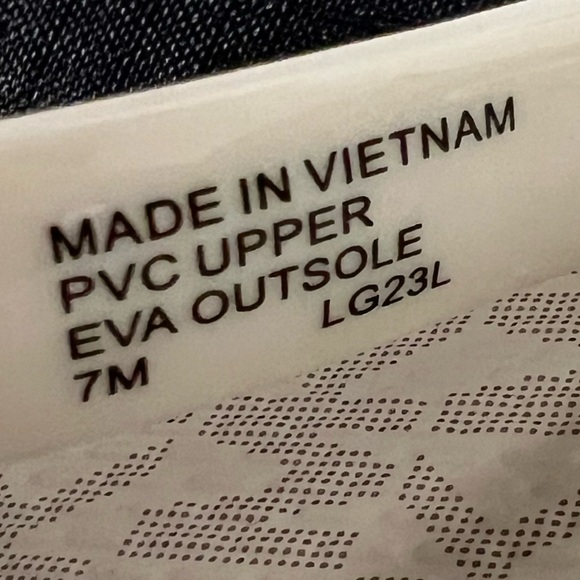 MADE IN VIETNAM
PVC UPPER
EVA OUTSOLE
LG23L
7M